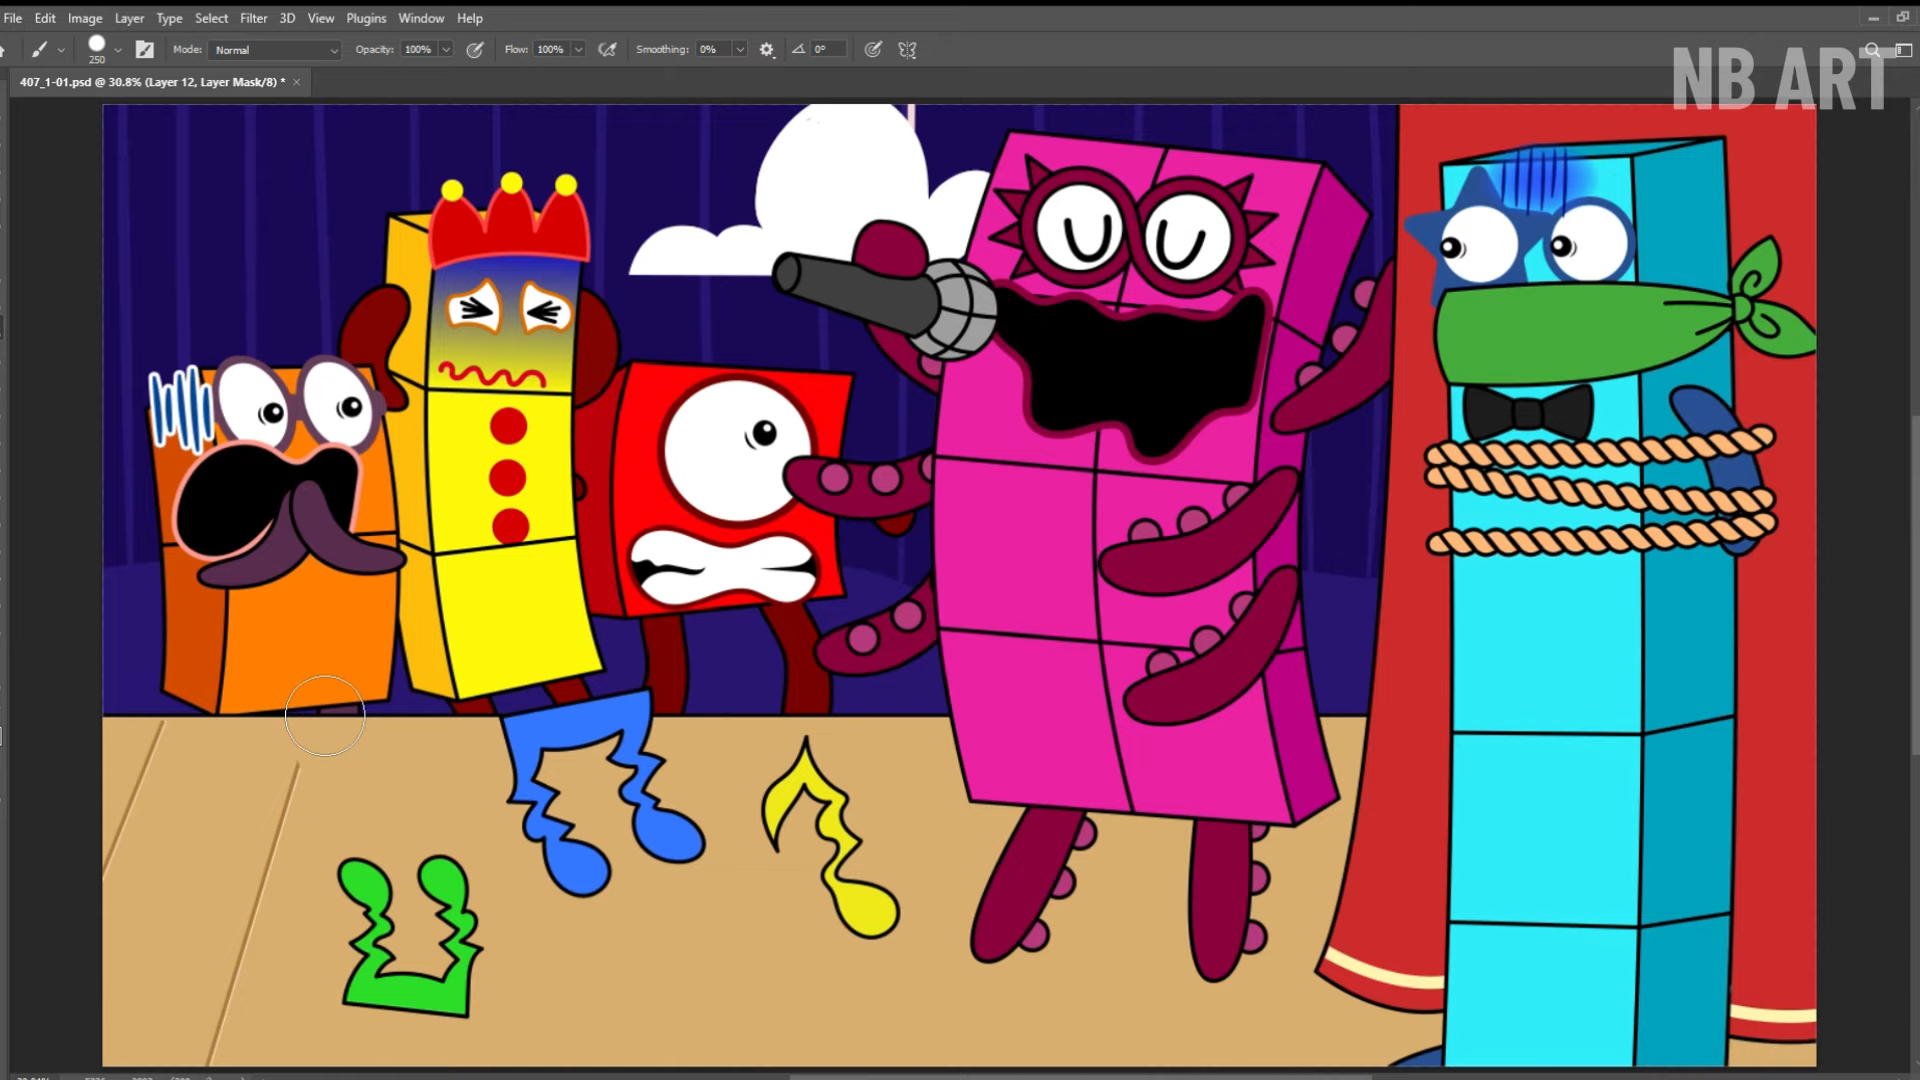 File Edit Image Layer Type Select Filter 3D View Plugins Window Help
250 Mode: Normal Opacity: 100% Flow: 100% Smoothing: 0% 0°
407_1-01.psd @ 30.8% (Layer 12, Layer Mask/8) *
NB ART